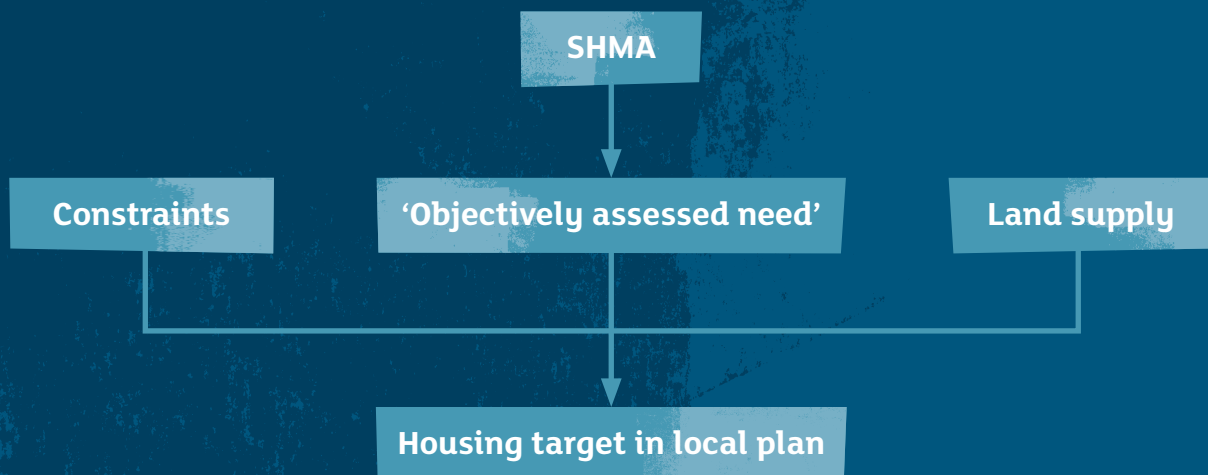 SHMA
Constraints
‘Objectively assessed need’
Land supply
Housing target in local plan